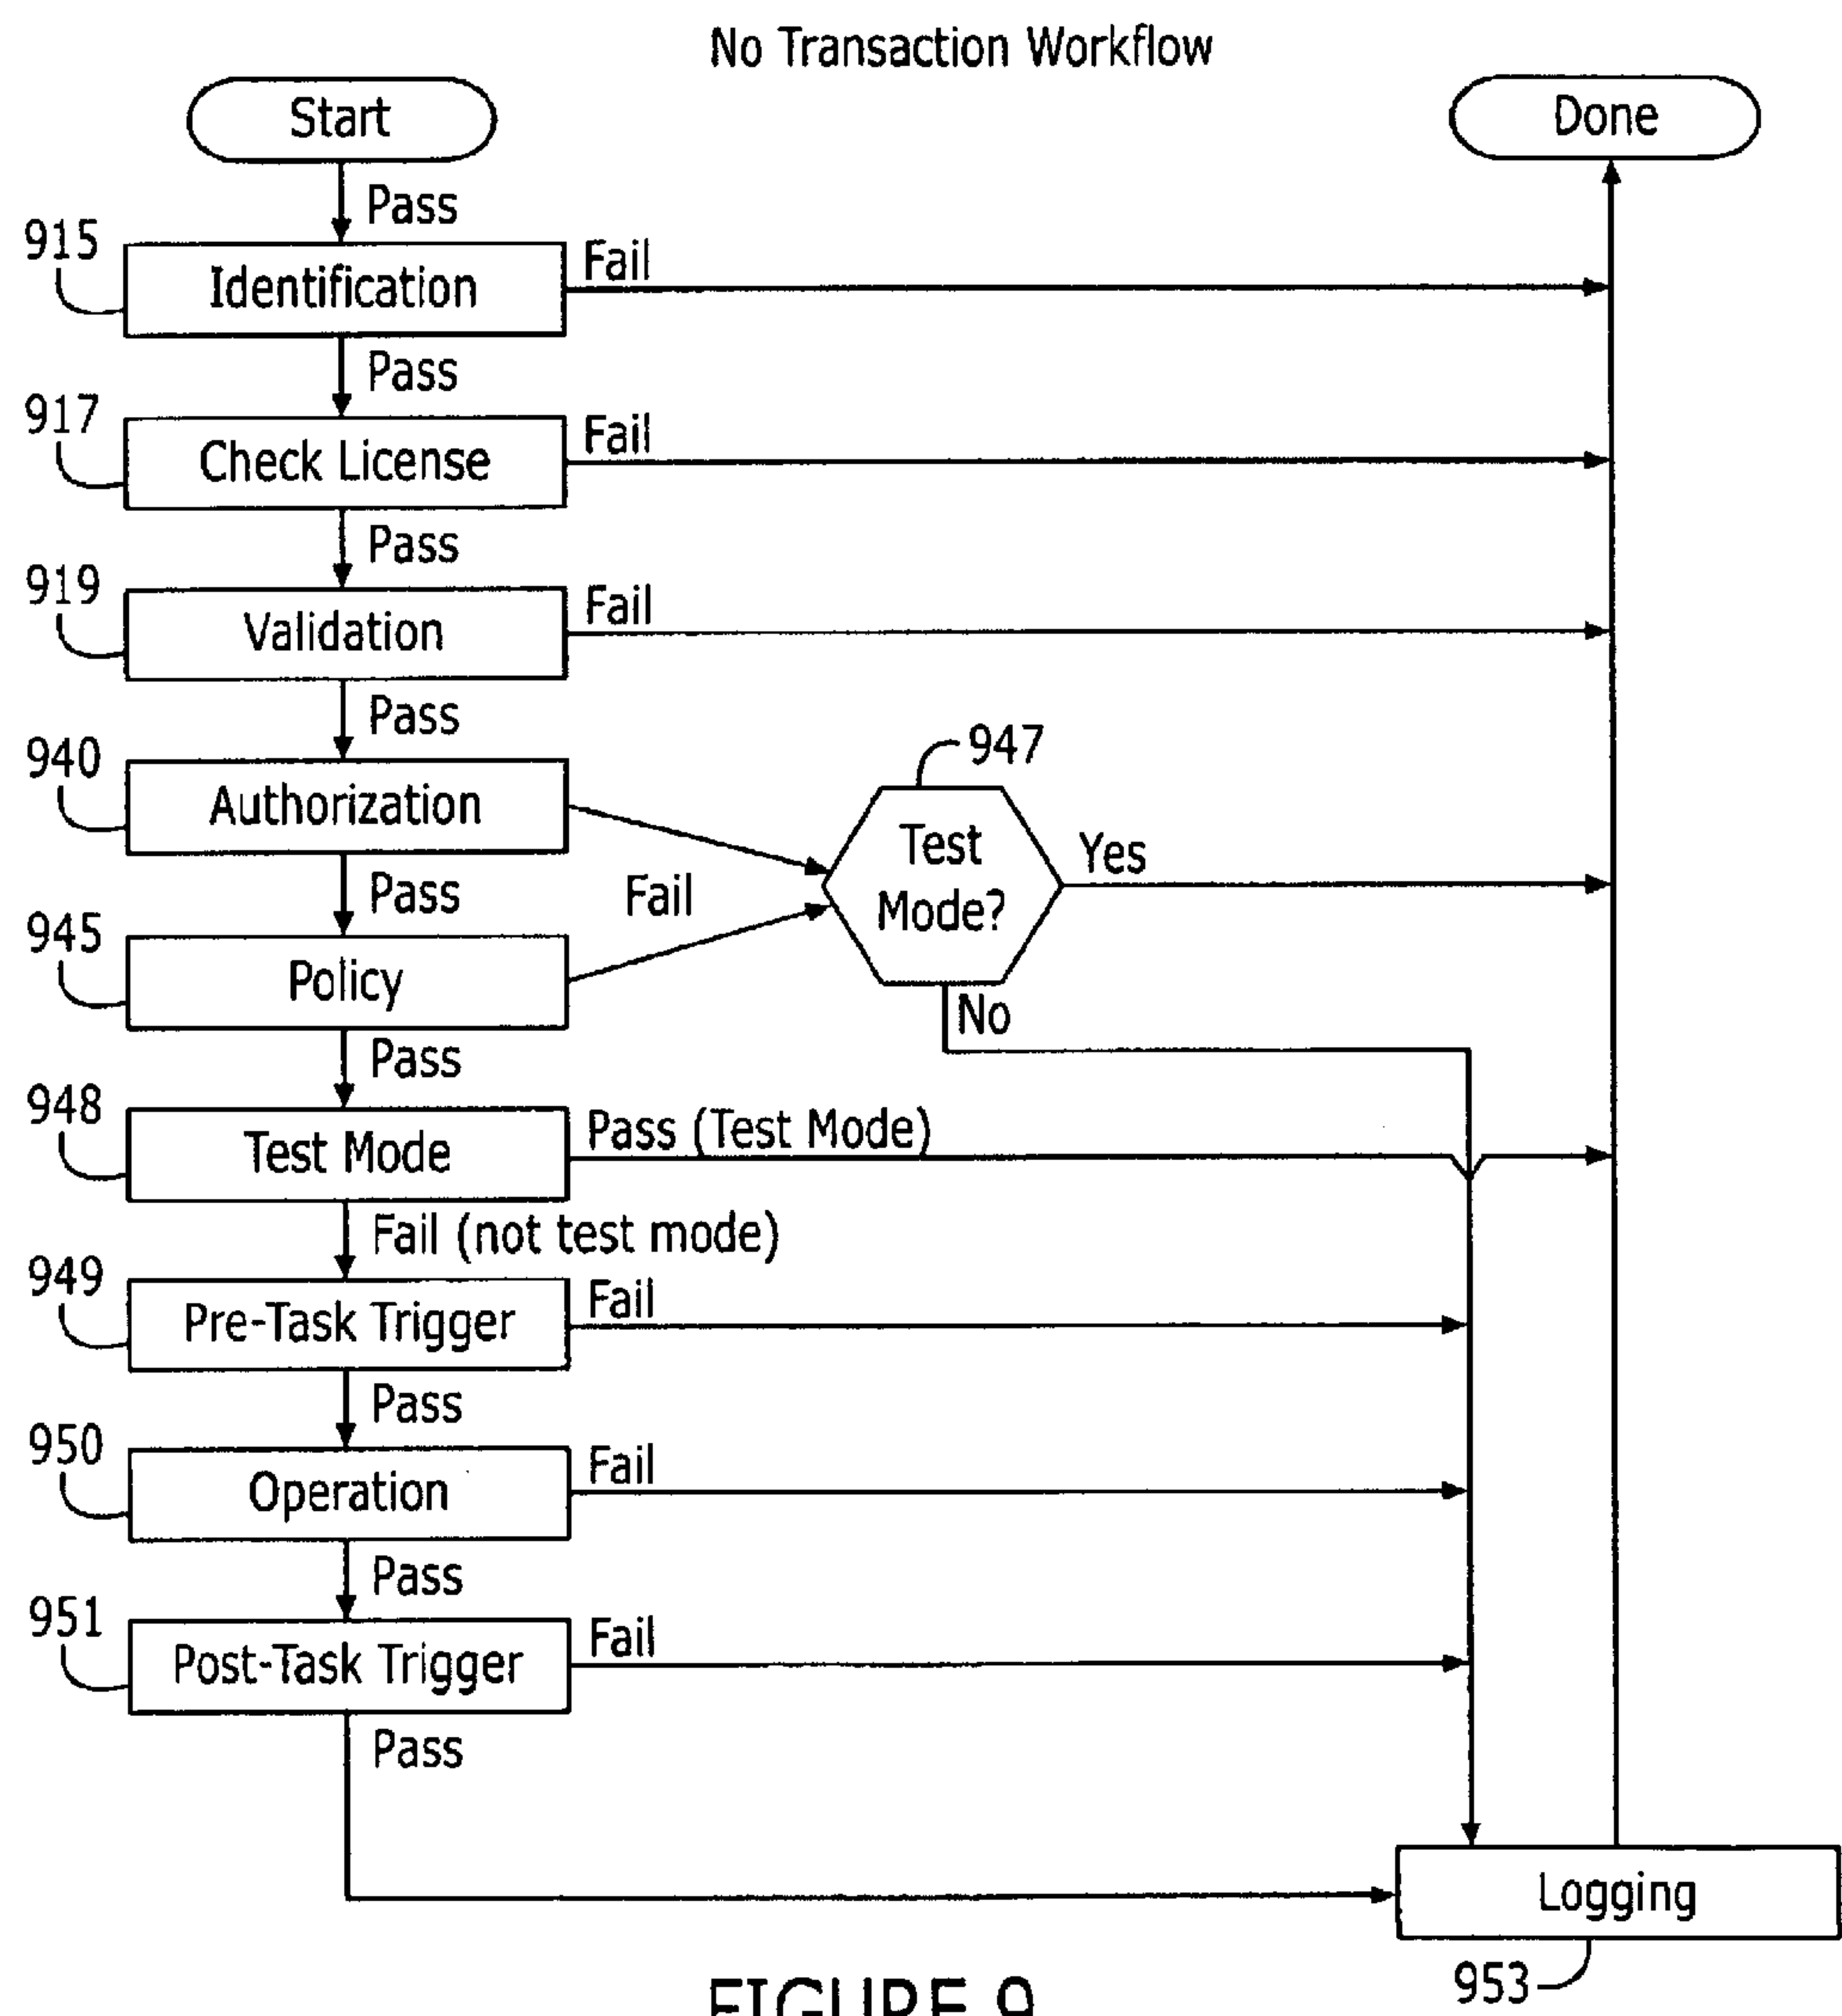 No Transaction Workflow
Start
Done
Pass
915
Identification
Fail
Pass
917
Check License
Fail
Pass
919
Validation
Fail
Pass
940
Authorization
947
Test
Mode?
Yes
Pass
Fail
945
Policy
No
Pass
948
Test Mode
Pass (Test Mode)
Fail (not test mode)
949
Pre-Task Trigger
Fail
Pass
950
Operation
Fail
Pass
951
Post-Task Trigger
Fail
Pass
Logging
953
FIGURE 9